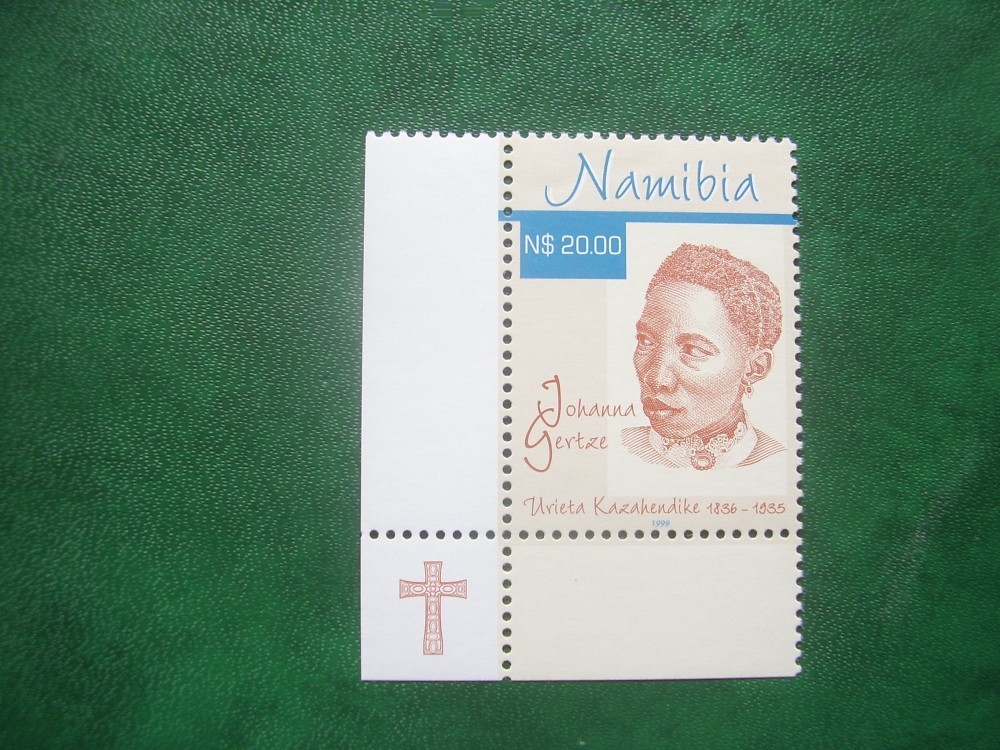 Namibia
N$ 20.00
Johanna
Gertze
Urieta Kazahendike 1836 - 1935
1999